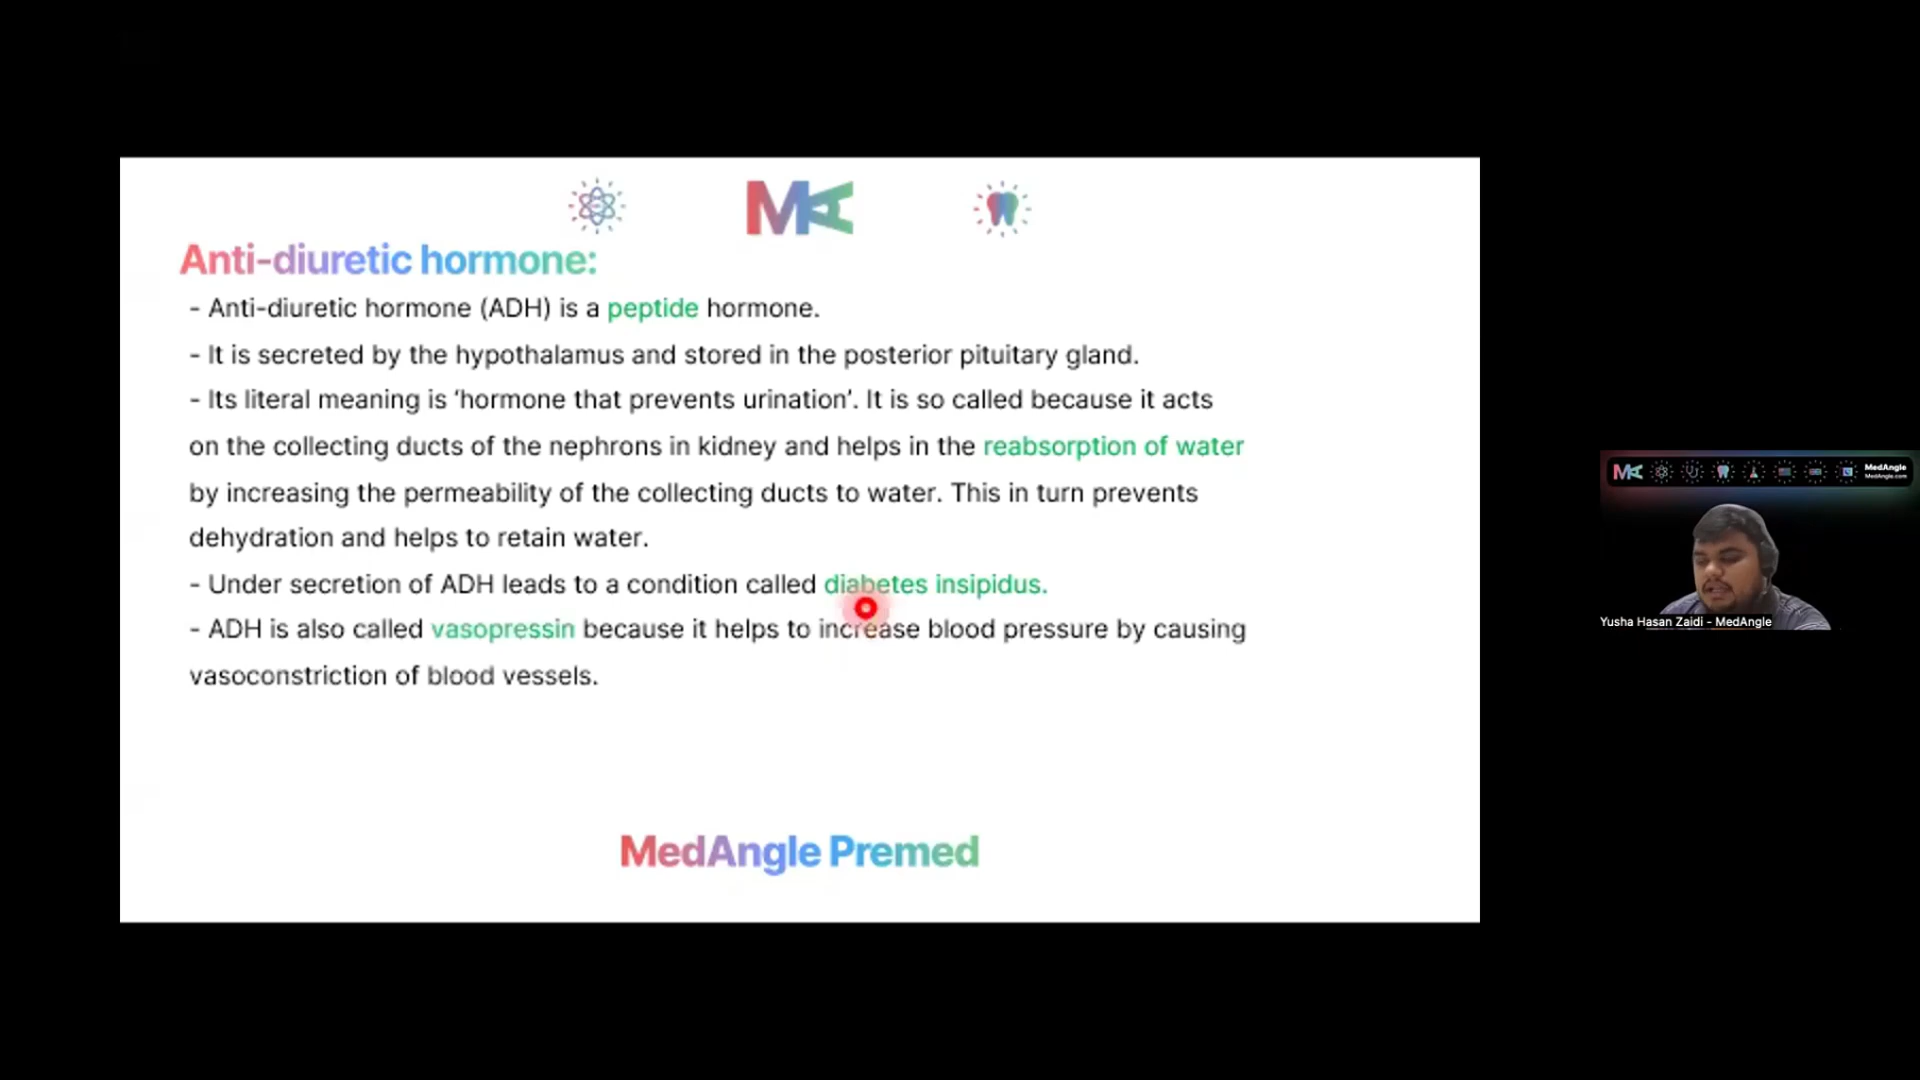 MA
Anti-diuretic hormone:
- Anti-diuretic hormone (ADH) is a peptide hormone.
- It is secreted by the hypothalamus and stored in the posterior pituitary gland.
- Its literal meaning is ‘hormone that prevents urination’. It is so called because it acts
on the collecting ducts of the nephrons in kidney and helps in the reabsorption of water
by increasing the permeability of the collecting ducts to water. This in turn prevents
dehydration and helps to retain water.
- Under secretion of ADH leads to a condition called diabetes insipidus.
- ADH is also called vasopressin because it helps to increase blood pressure by causing
vasoconstriction of blood vessels.
MedAngle Premed
MA
MedAngle
MedAngle.com
Yusha Hasan Zaidi - MedAngle